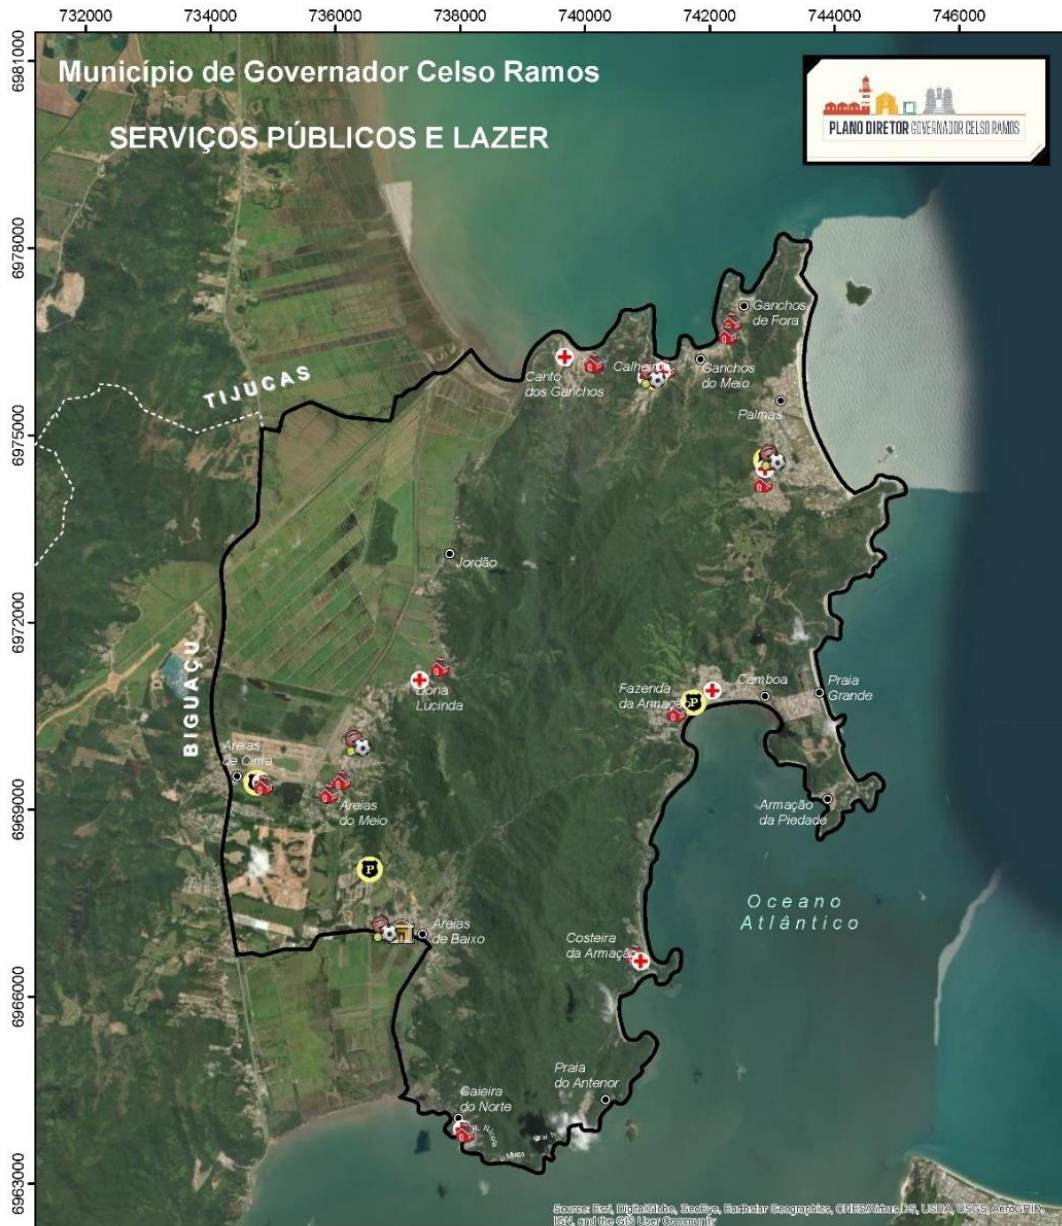 732000 734000 736000 738000 740000 742000 744000 746000
6981000
6978000
6975000
6972000
6969000
6966000
6963000
Município de Governador Celso Ramos
SERVIÇOS PÚBLICOS E LAZER
PLANO DIRETOR GOVERNADOR CELSO RAMOS
TIJUCAS
BIGUAÇU
Ganchos
de Fora
Canto
dos Ganchos
Calheiros
Ganchos
do Meio
Palmas
Jordão
Dona
Lucinda
Fazenda
da Armação
Camboa
Praia
Grande
Areias
de Cima
Areias
do Meio
Armação
da Piedade
P
P
Oceano
Atlântico
Areias
de Baixo
Costeira
da Armação
Praia
do Antenor
Caieira
do Norte
Source: Esri, DigitalGlobe, GeoEye, Earthstar Geographics, CNES/Airbus DS, USDA, USGS, AeroGRID,
IGN, and the GIS User Community